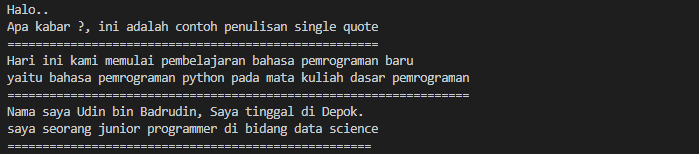 Halo..
Apa kabar ?, ini adalah contoh penulisan single quote
=====================================================
Hari ini kami memulai pembelajaran bahasa pemrograman baru
yaitu bahasa pemrograman python pada mata kuliah dasar pemrograman
==================================================================
Nama saya Udin bin Badrudin, Saya tinggal di Depok.
saya seorang junior programmer di bidang data science
====================================================